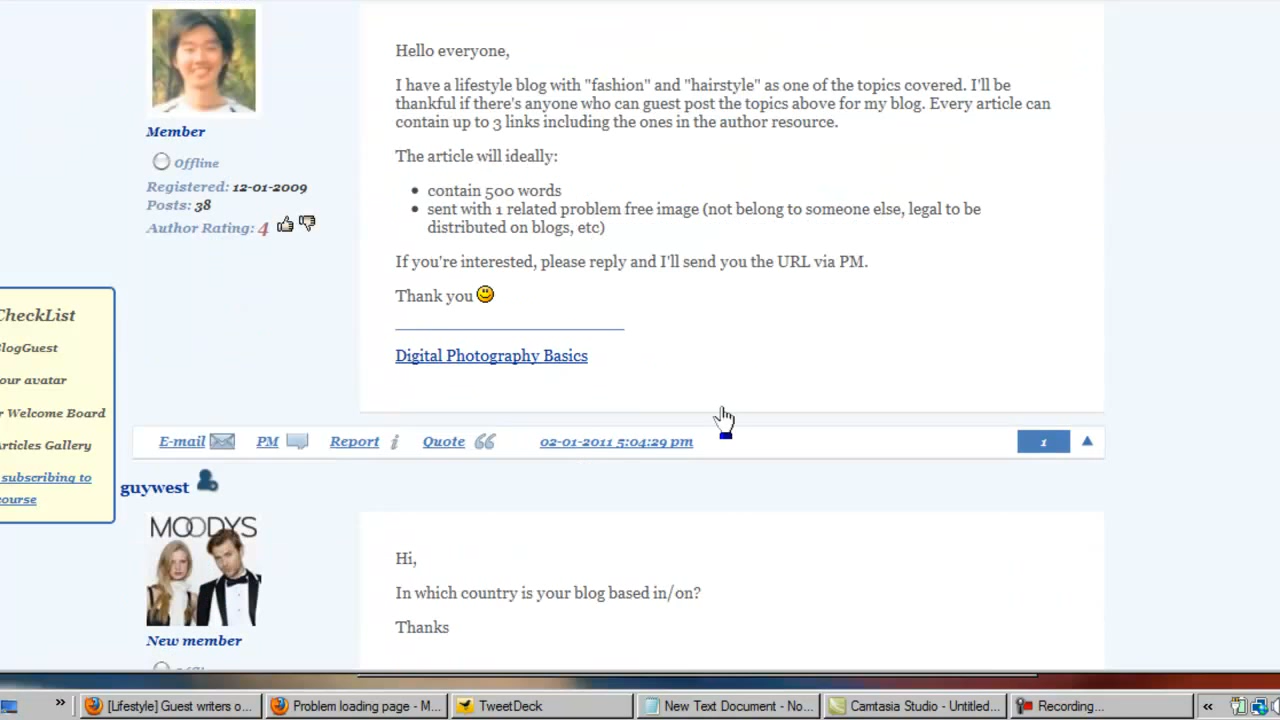 Hello everyone,
I have a lifestyle blog with "fashion" and "hairstyle" as one of the topics covered. I'll be
thankful if there's anyone who can guest post the topics above for my blog. Every article can
contain up to 3 links including the ones in the author resource.
The article will ideally:
• contain 500 words
• sent with 1 related problem free image (not belong to someone else, legal to be
distributed on blogs, etc)
If you're interested, please reply and I'll send you the URL via PM.
Thank you
Digital Photography Basics
Member
Offline
Registered: 12-01-2009
Posts: 38
Author Rating: 4
CheckList
BlogGuest
our avatar
r Welcome Board
Articles Gallery
subscribing to
course
E-mail PM Report Quote 02-01-2011 5:04:29 pm 1
guywest
MOODYS
New member
Hi,
In which country is your blog based in/on?
Thanks
» [Lifestyle] Guest writers o... Problem loading page - M... TweetDeck New Text Document - No... Camtasia Studio - Untitled... Recording... «